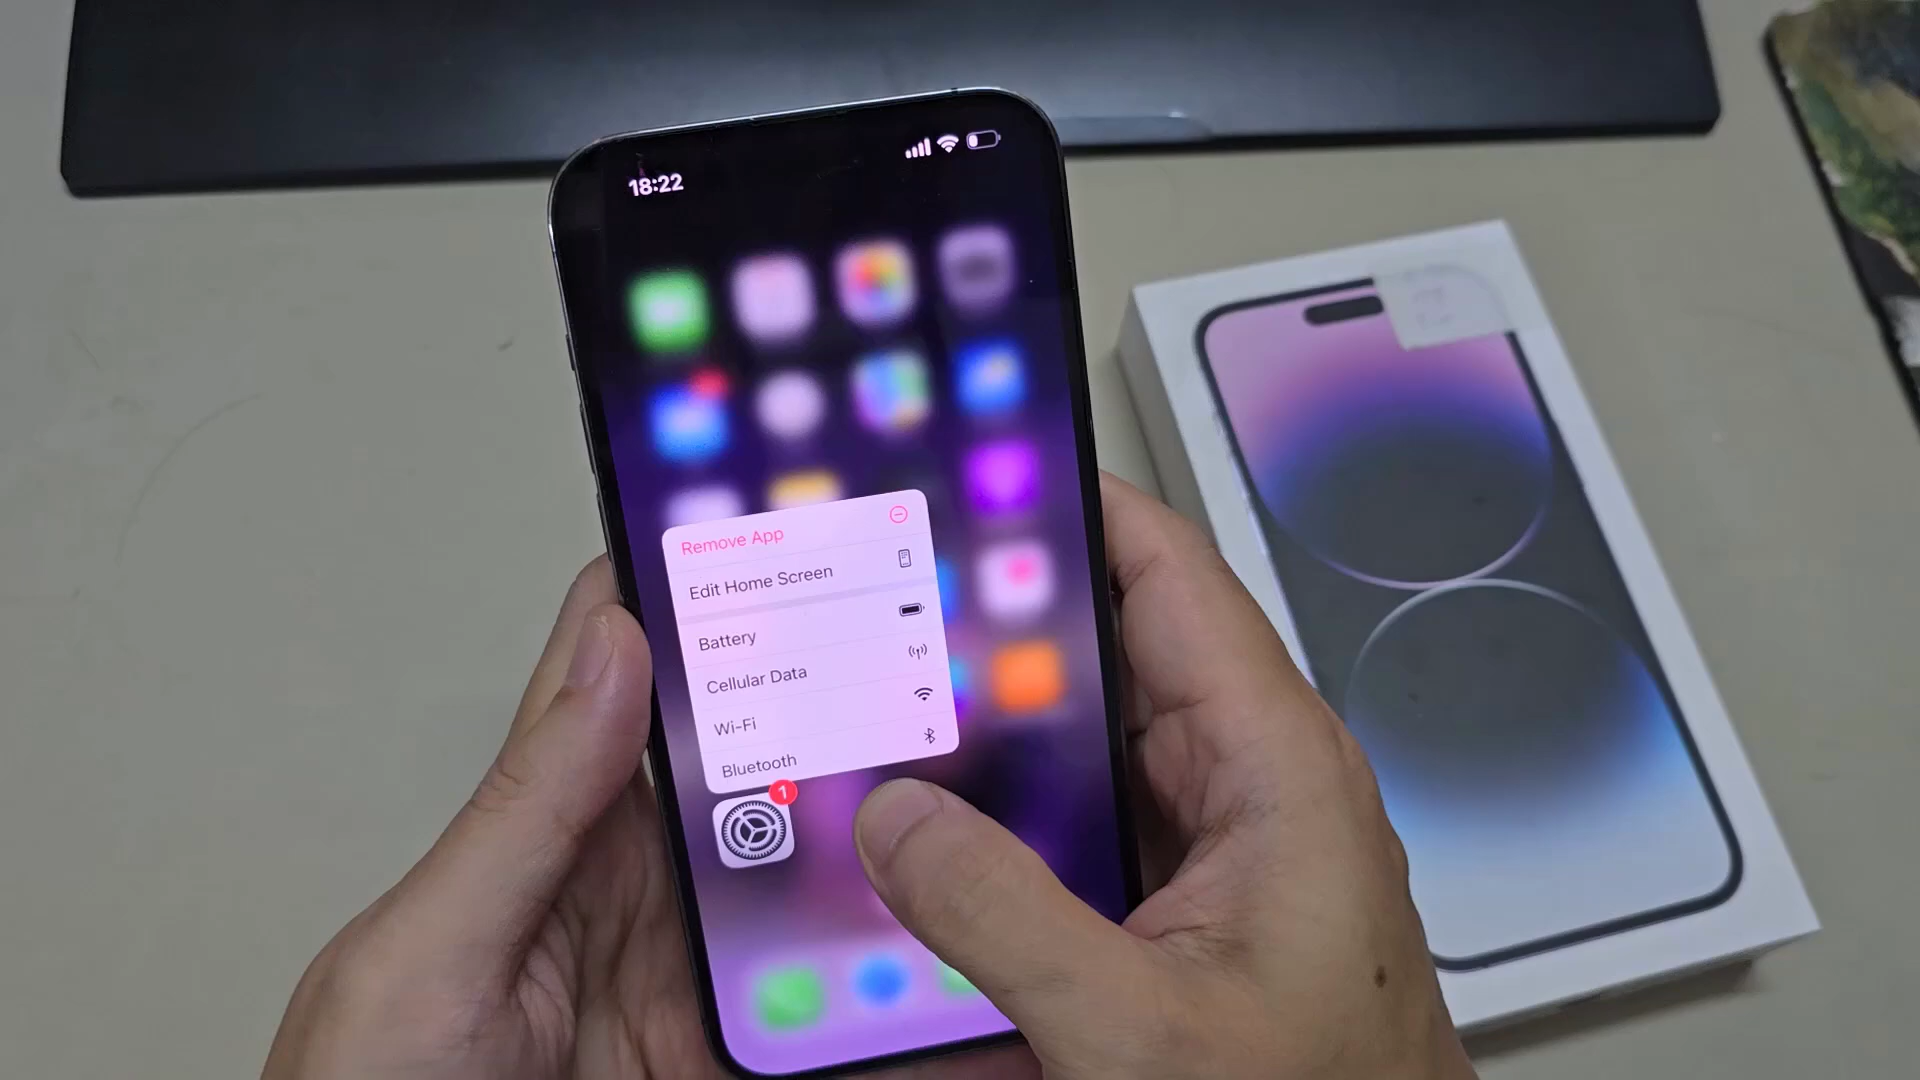 18:22
Remove App
Edit Home Screen
Battery
Cellular Data
Wi-Fi
Bluetooth
1